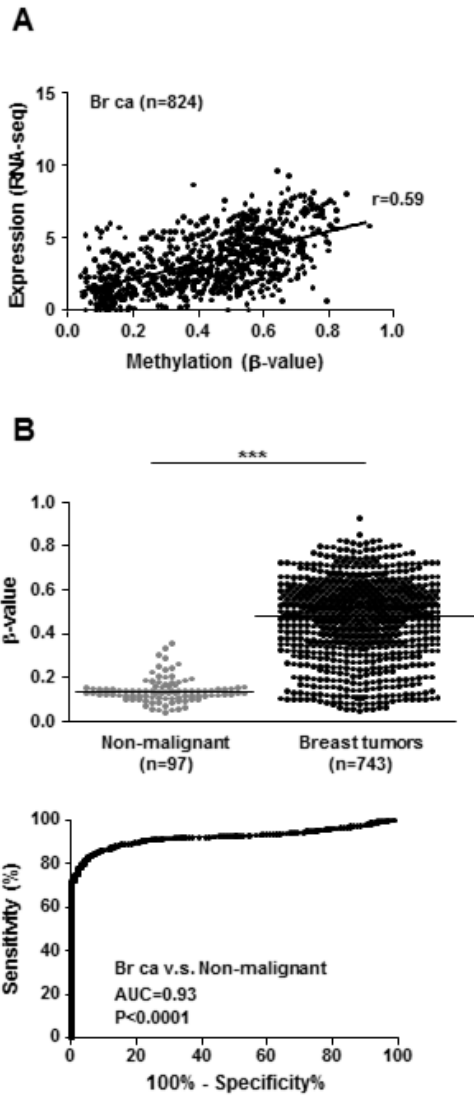 A
Expression (RNA-seq)
15
10
5
0
Br ca (n=824)
r=0.59
0.0 0.2 0.4 0.6 0.8 1.0
Methylation (β-value)
B
***
β-value
1.0
0.8
0.6
0.4
0.2
0.0
Non-malignant Breast tumors
(n=97) (n=743)
Sensitivity (%)
100
80
60
40
20
0
Br ca v.s. Non-malignant
AUC=0.93
P<0.0001
0 20 40 60 80 100
100% - Specificity%